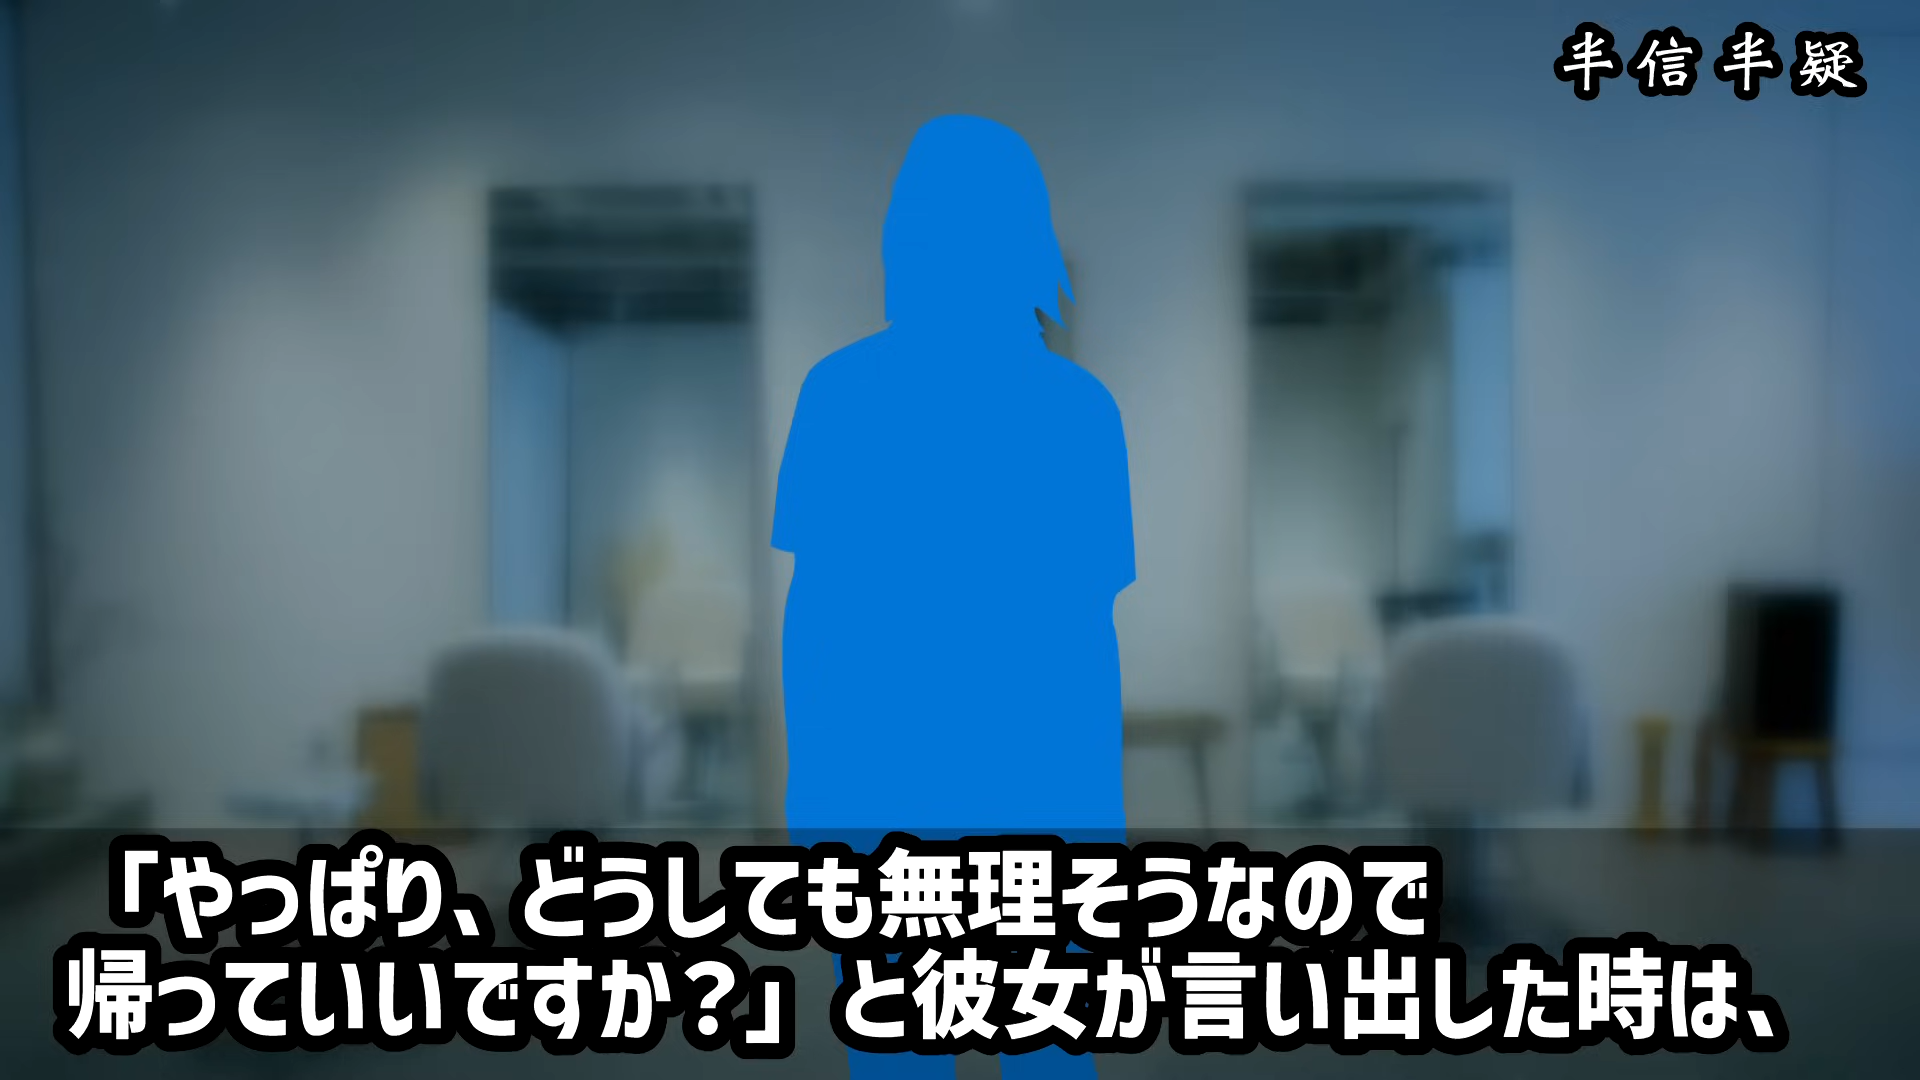 半信半疑
「やっぱり、どうしても無理そうなので
帰っていいですか？」と彼女が言い出した時は、